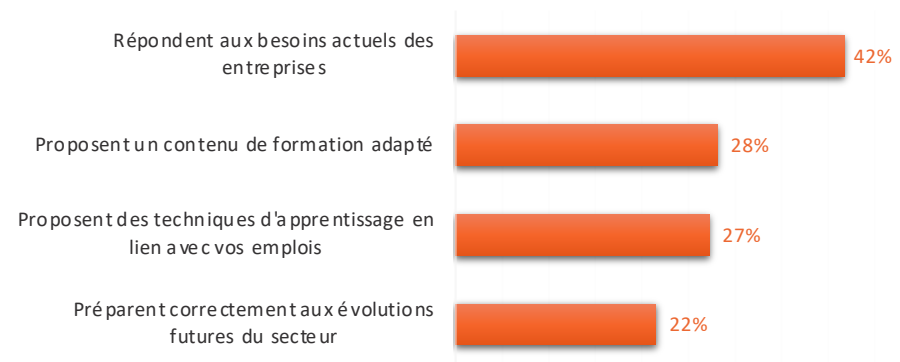 Répondent aux besoins actuels des
entreprises
42%
Proposent un contenu de formation adapté
28%
Proposent des techniques d'apprentissage en
lien avec vos emplois
27%
Préparent correctement aux évolutions
futures du secteur
22%